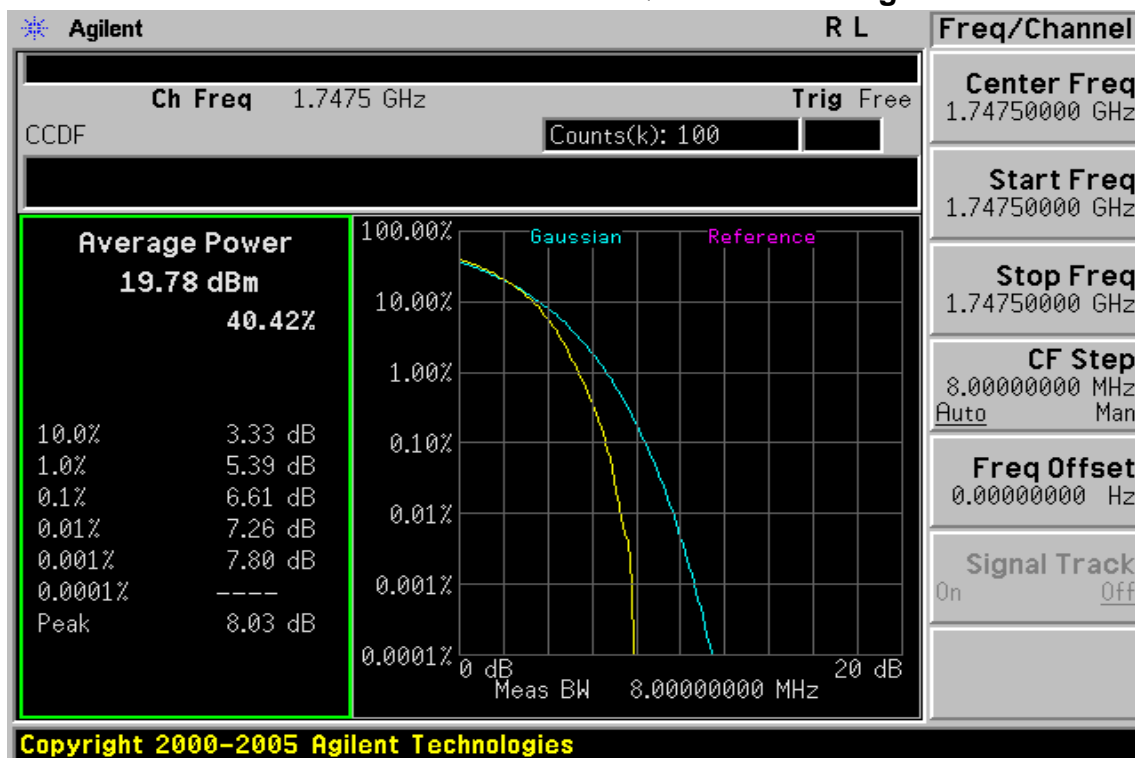 Agilent R L Freq/Channel
Ch Freq 1.7475 GHz Trig Free
CCDF Counts(k): 100
Center Freq
1.74750000 GHz
Start Freq
1.74750000 GHz
Stop Freq
1.74750000 GHz
CF Step
8.00000000 MHz
Auto Man
Freq Offset
0.00000000 Hz
Signal Track
On Off
Average Power
19.78 dBm
40.42%
10.0% 3.33 dB
1.0% 5.39 dB
0.1% 6.61 dB
0.01% 7.26 dB
0.001% 7.80 dB
0.0001% ----
Peak 8.03 dB
Gaussian Reference
100.00%
10.00%
1.00%
0.10%
0.01%
0.001%
0.0001%
0 dB 20 dB
Meas BW 8.00000000 MHz
Copyright 2000-2005 Agilent Technologies